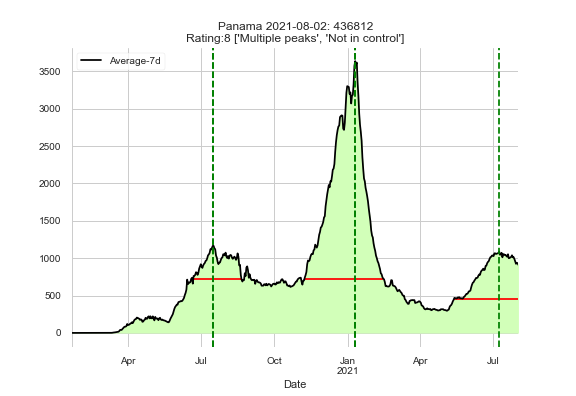 Panama 2021-08-02: 436812
Rating:8 ['Multiple peaks', 'Not in control']
Average-7d
3500
3000
2500
2000
1500
1000
500
0
Apr Jul Oct Jan Apr Jul
2021
Date